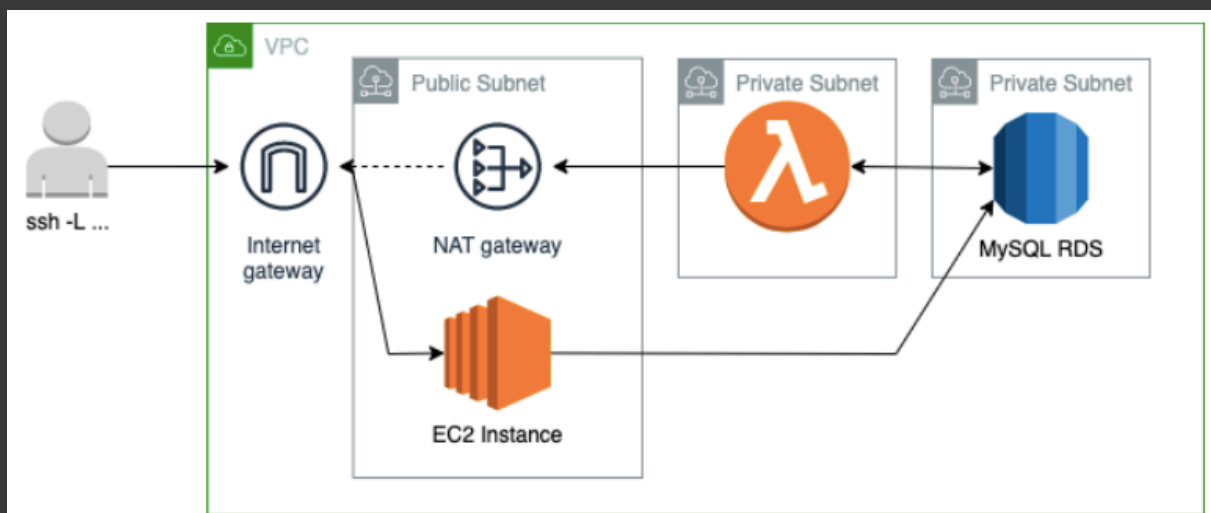 VPC
Public Subnet
Private Subnet
Private Subnet
ssh -L ...
Internet
gateway
NAT gateway
MySQL RDS
EC2 Instance